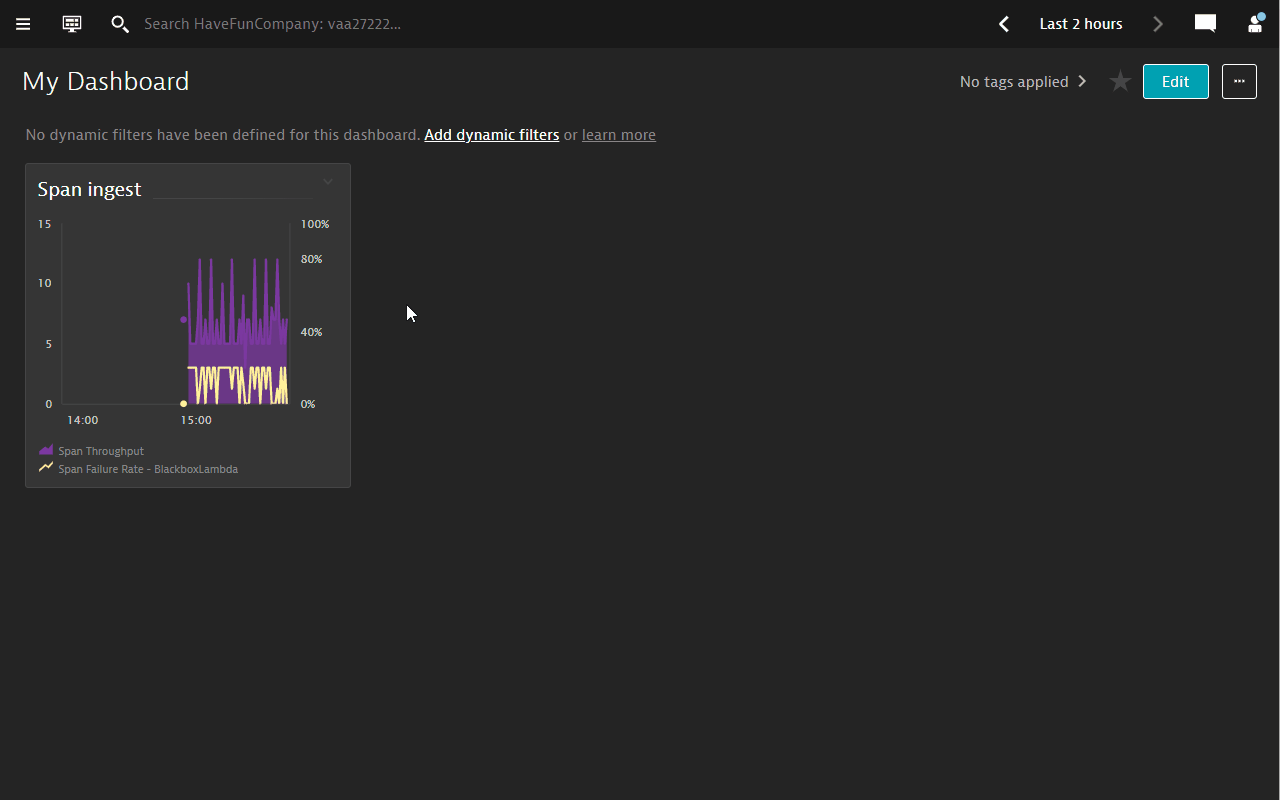 Search HaveFunCompany: vaa27222...
Last 2 hours
My Dashboard
No tags applied
Edit
...
No dynamic filters have been defined for this dashboard. Add dynamic filters or learn more
Span ingest
15
10
5
0
100%
80%
40%
0%
14:00
15:00
Span Throughput
Span Failure Rate - BlackboxLambda